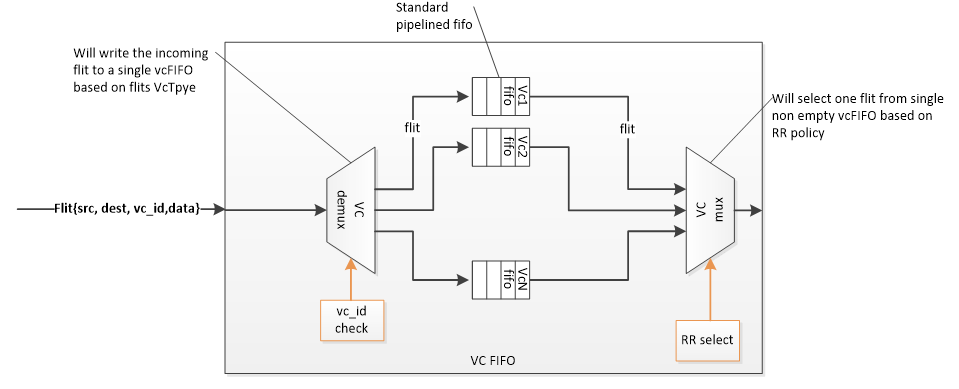 Standard
pipelined fifo
Will write the incoming
flit to a single vcFIFO
based on flits VcTpye
Vc1
fifo
Will select one flit from single
non empty vcFIFO based on
RR policy
flit
flit
Vc2
fifo
Flit{src, dest, vc_id,data}
VC
demux
VC
mux
VcN
fifo
vc_id
check
RR select
VC FIFO